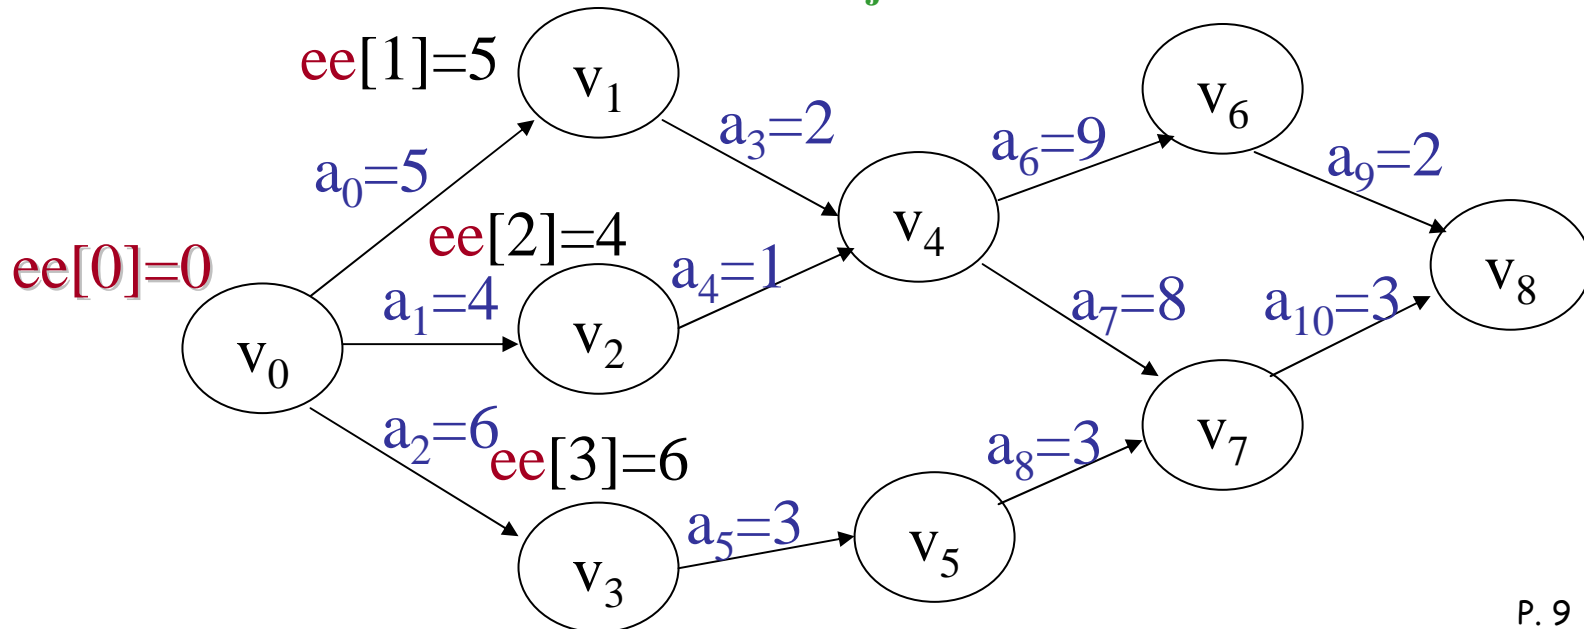 ee[1]=5
v₁
v₆
a₃=2
a₆=9
a₉=2
a₀=5
ee[2]=4
v₄
ee[0]=0
a₄=1
v₈
a₁=4
a₇=8
a₁₀=3
v₀
v₂
a₂=6
v₇
ee[3]=6
a₈=3
a₅=3
v₅
v₃
P. 9